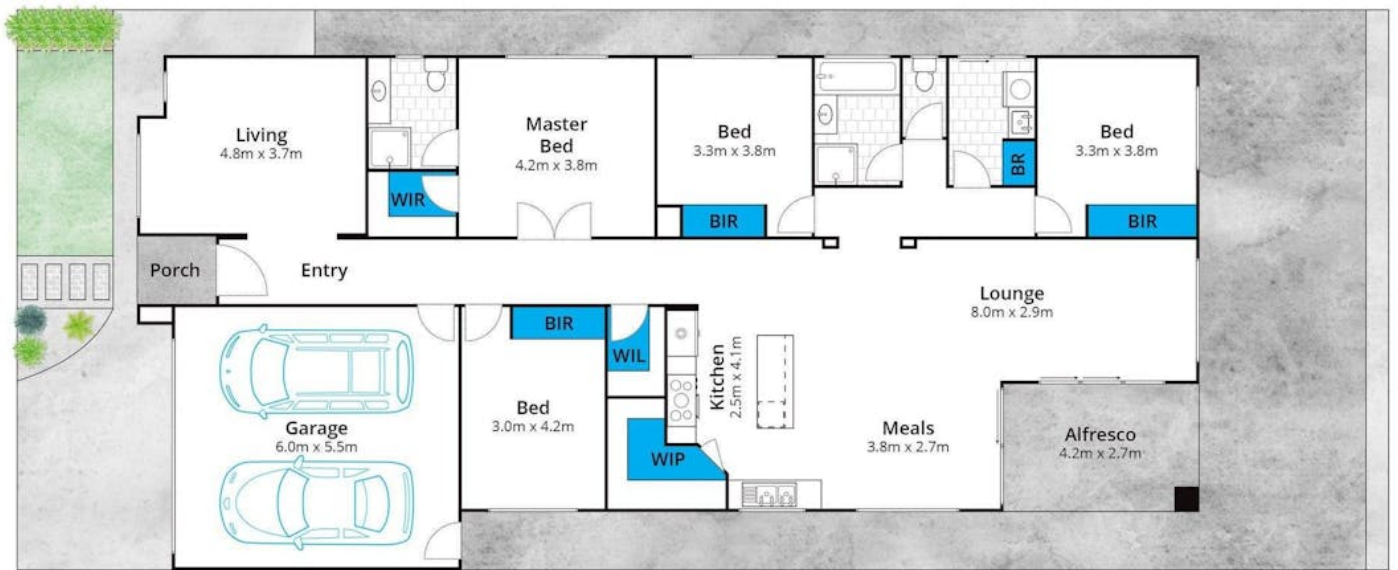 Living
4.8m x 3.7m
WIR
Master
Bed
4.2m x 3.8m
Bed
3.3m x 3.8m
BIR
BR
Bed
3.3m x 3.8m
BIR
Porch
Entry
Lounge
8.0m x 2.9m
Garage
6.0m x 5.5m
BIR
Bed
3.0m x 4.2m
WIL
WIP
Kitchen
2.5m x 4.1m
Meals
3.8m x 2.7m
Alfresco
4.2m x 2.7m